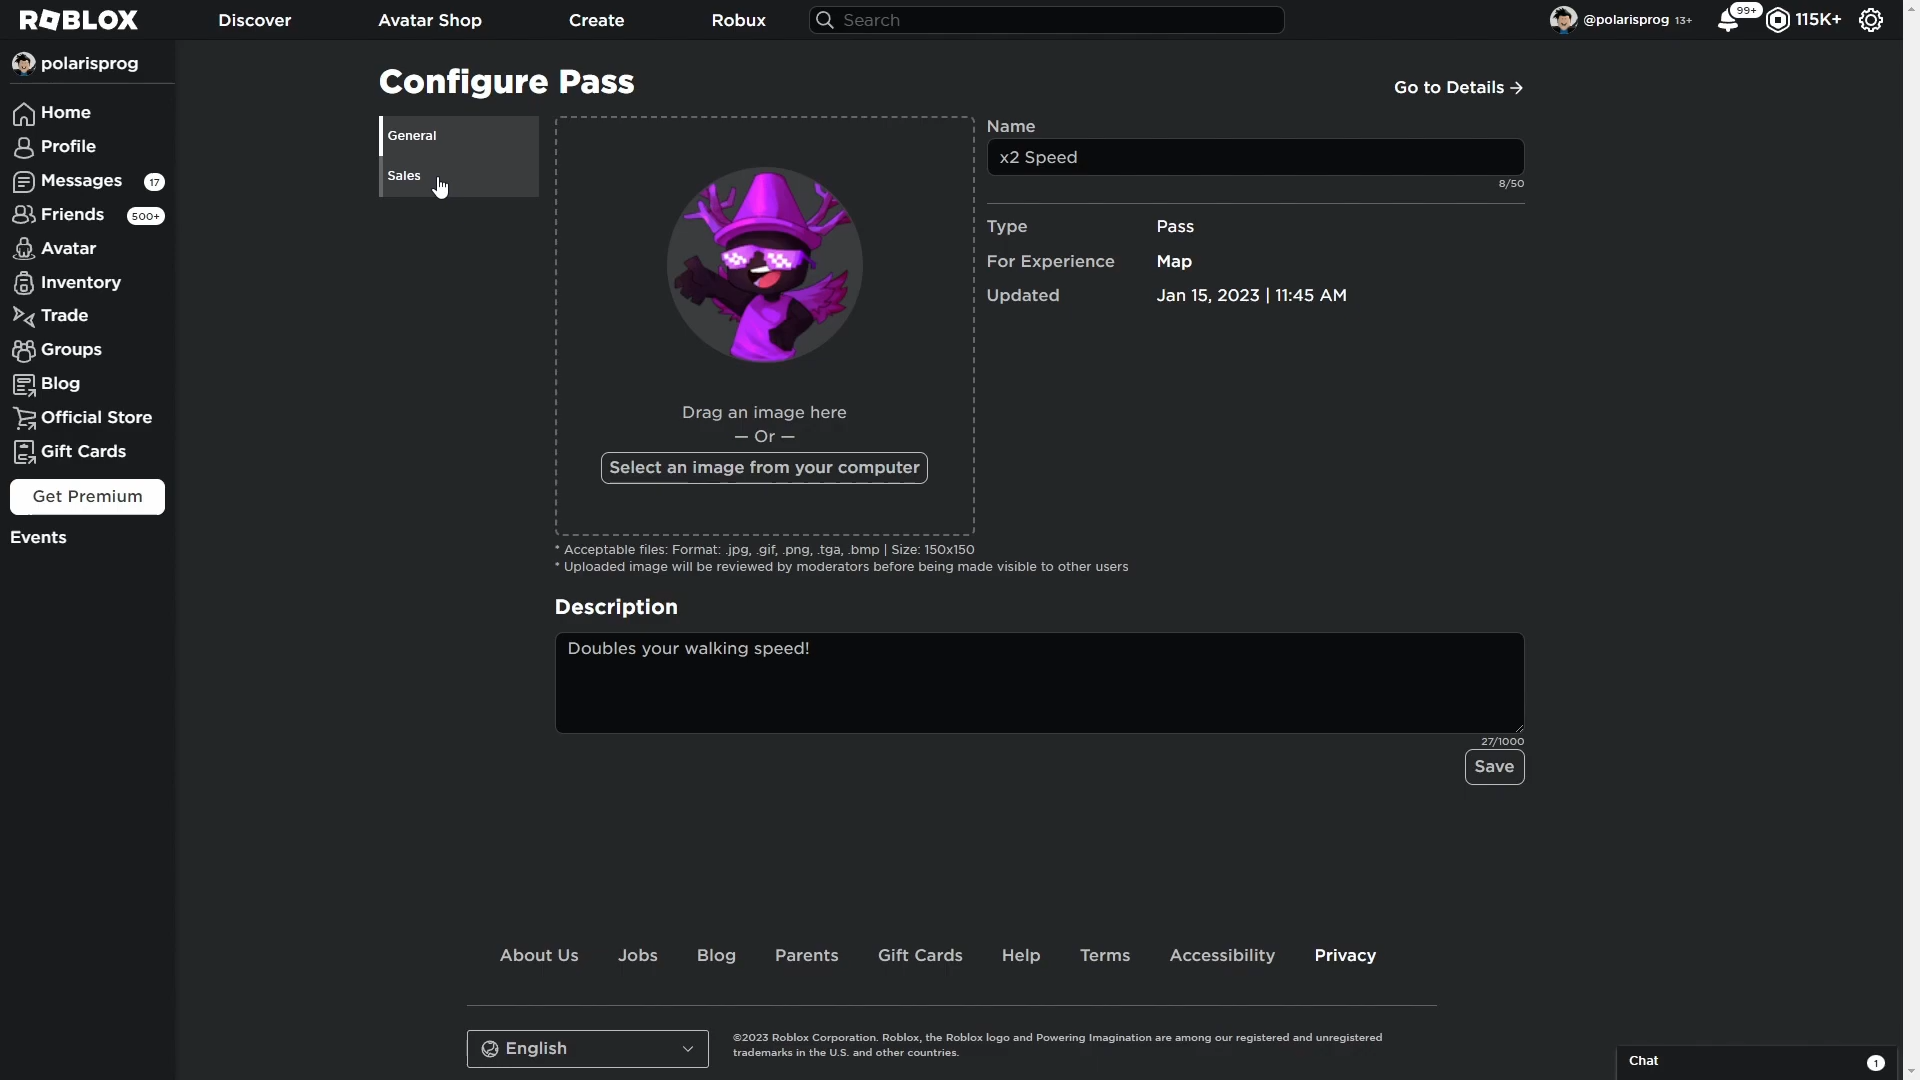 ROBLOX
Discover
Avatar Shop
Create
Robux
Search
@polarisprog 13+
99+
115K+
polarisprog
Home
Profile
Messages 17
Friends 500+
Avatar
Inventory
Trade
Groups
Blog
Official Store
Gift Cards
Get Premium
Events
Configure Pass
Go to Details →
General
Sales
Drag an image here
— Or —
Select an image from your computer
* Acceptable files: Format: .jpg, .gif, .png, .tga, .bmp | Size: 150x150
* Uploaded image will be reviewed by moderators before being made visible to other users
Name
x2 Speed
8/50
Type Pass
For Experience Map
Updated Jan 15, 2023 | 11:45 AM
Description
Doubles your walking speed!
27/1000
Save
About Us
Jobs
Blog
Parents
Gift Cards
Help
Terms
Accessibility
Privacy
English
©2023 Roblox Corporation. Roblox, the Roblox logo and Powering Imagination are among our registered and unregistered
trademarks in the U.S. and other countries.
Chat 1